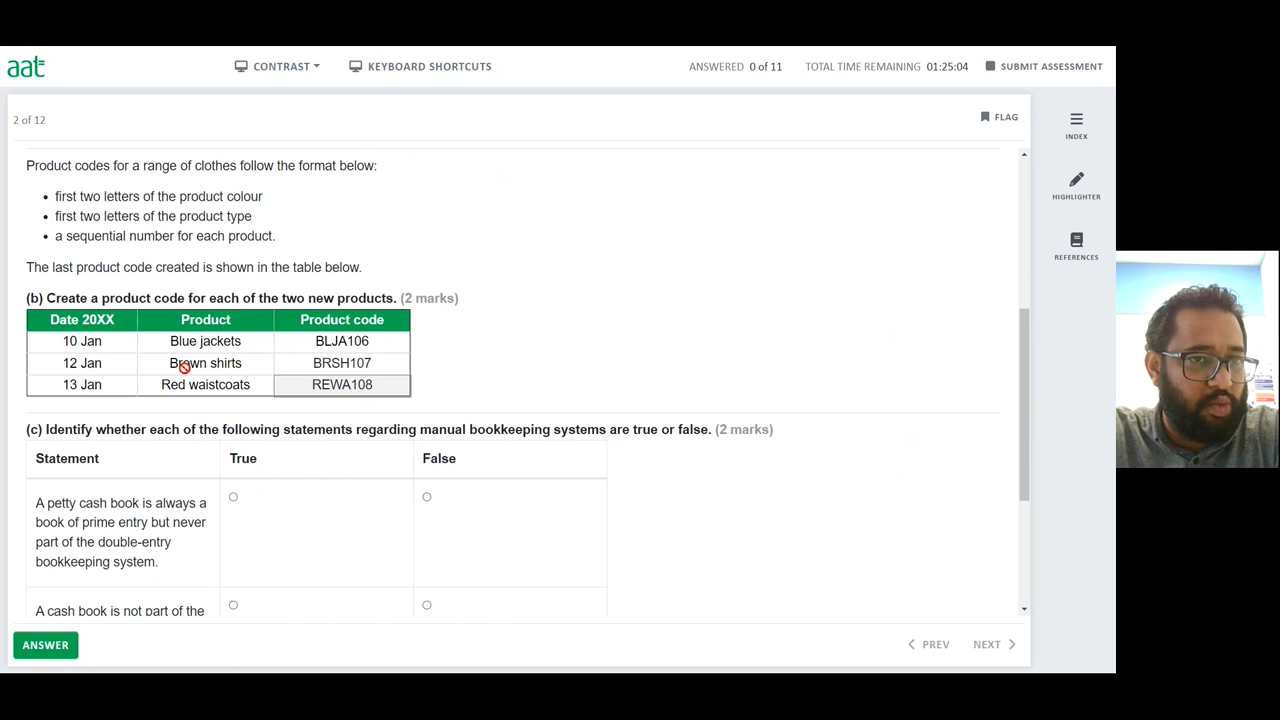 aat
CONTRAST
KEYBOARD SHORTCUTS
ANSWERED 0 of 11
TOTAL TIME REMAINING 01:25:04
SUBMIT ASSESSMENT
2 of 12
FLAG
INDEX
HIGHLIGHTER
REFERENCES
Product codes for a range of clothes follow the format below:
• first two letters of the product colour
• first two letters of the product type
• a sequential number for each product.
The last product code created is shown in the table below.
(b) Create a product code for each of the two new products. (2 marks)
Date 20XX Product Product code
10 Jan Blue jackets BLJA106
12 Jan Brown shirts BRSH107
13 Jan Red waistcoats REWA108
(c) Identify whether each of the following statements regarding manual bookkeeping systems are true or false. (2 marks)
Statement True False
A petty cash book is always a
book of prime entry but never
part of the double-entry
bookkeeping system.
A cash book is not part of the
ANSWER
PREV
NEXT